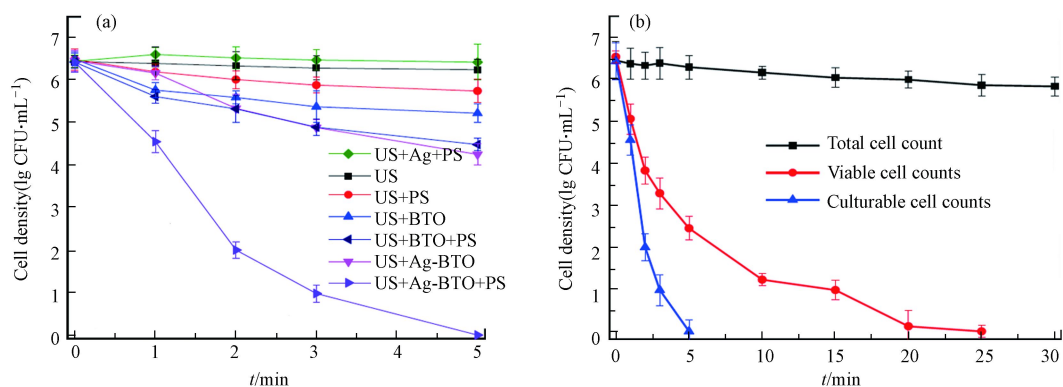 (a)
7
6
5
4
3
2
1
0
Cell density(lg CFU·mL−1)
US+Ag+PS
US
US+PS
US+BTO
US+BTO+PS
US+Ag-BTO
US+Ag-BTO+PS
0 1 2 3 5
t/min
(b)
7
6
5
4
3
2
1
0
Cell density(lg CFU·mL−1)
Total cell count
Viable cell counts
Culturable cell counts
0 5 10 15 20 25 30
t/min